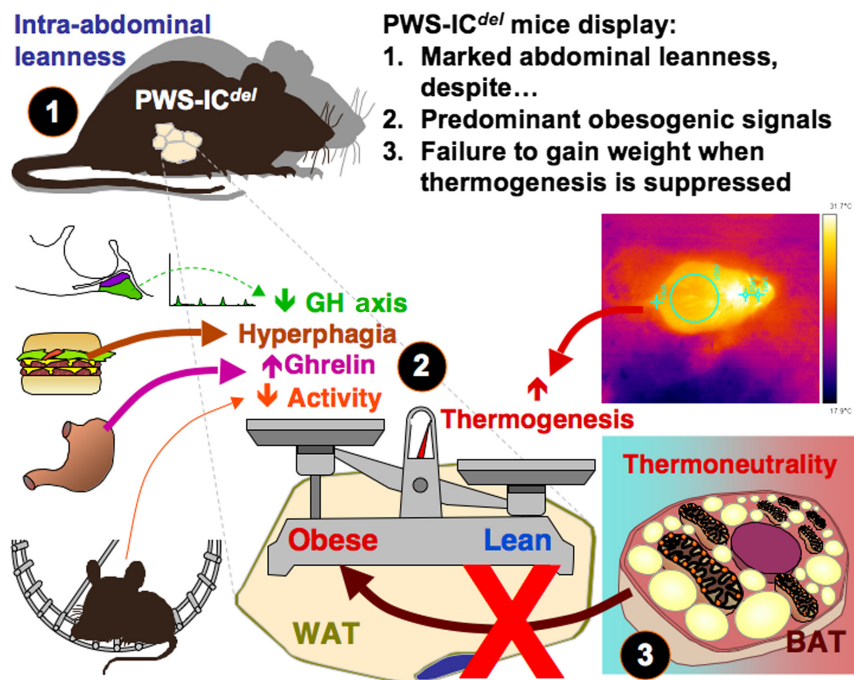 Intra-abdominal
leanness
1
PWS-ICdel
PWS-ICdel mice display:
1. Marked abdominal leanness,
despite…
2. Predominant obesogenic signals
3. Failure to gain weight when
thermogenesis is suppressed
31.7°C
17.9°C
GH axis
Hyperphagia
Ghrelin
Activity
2
Thermogenesis
Thermoneutrality
Obese
Lean
WAT
X
BAT
3